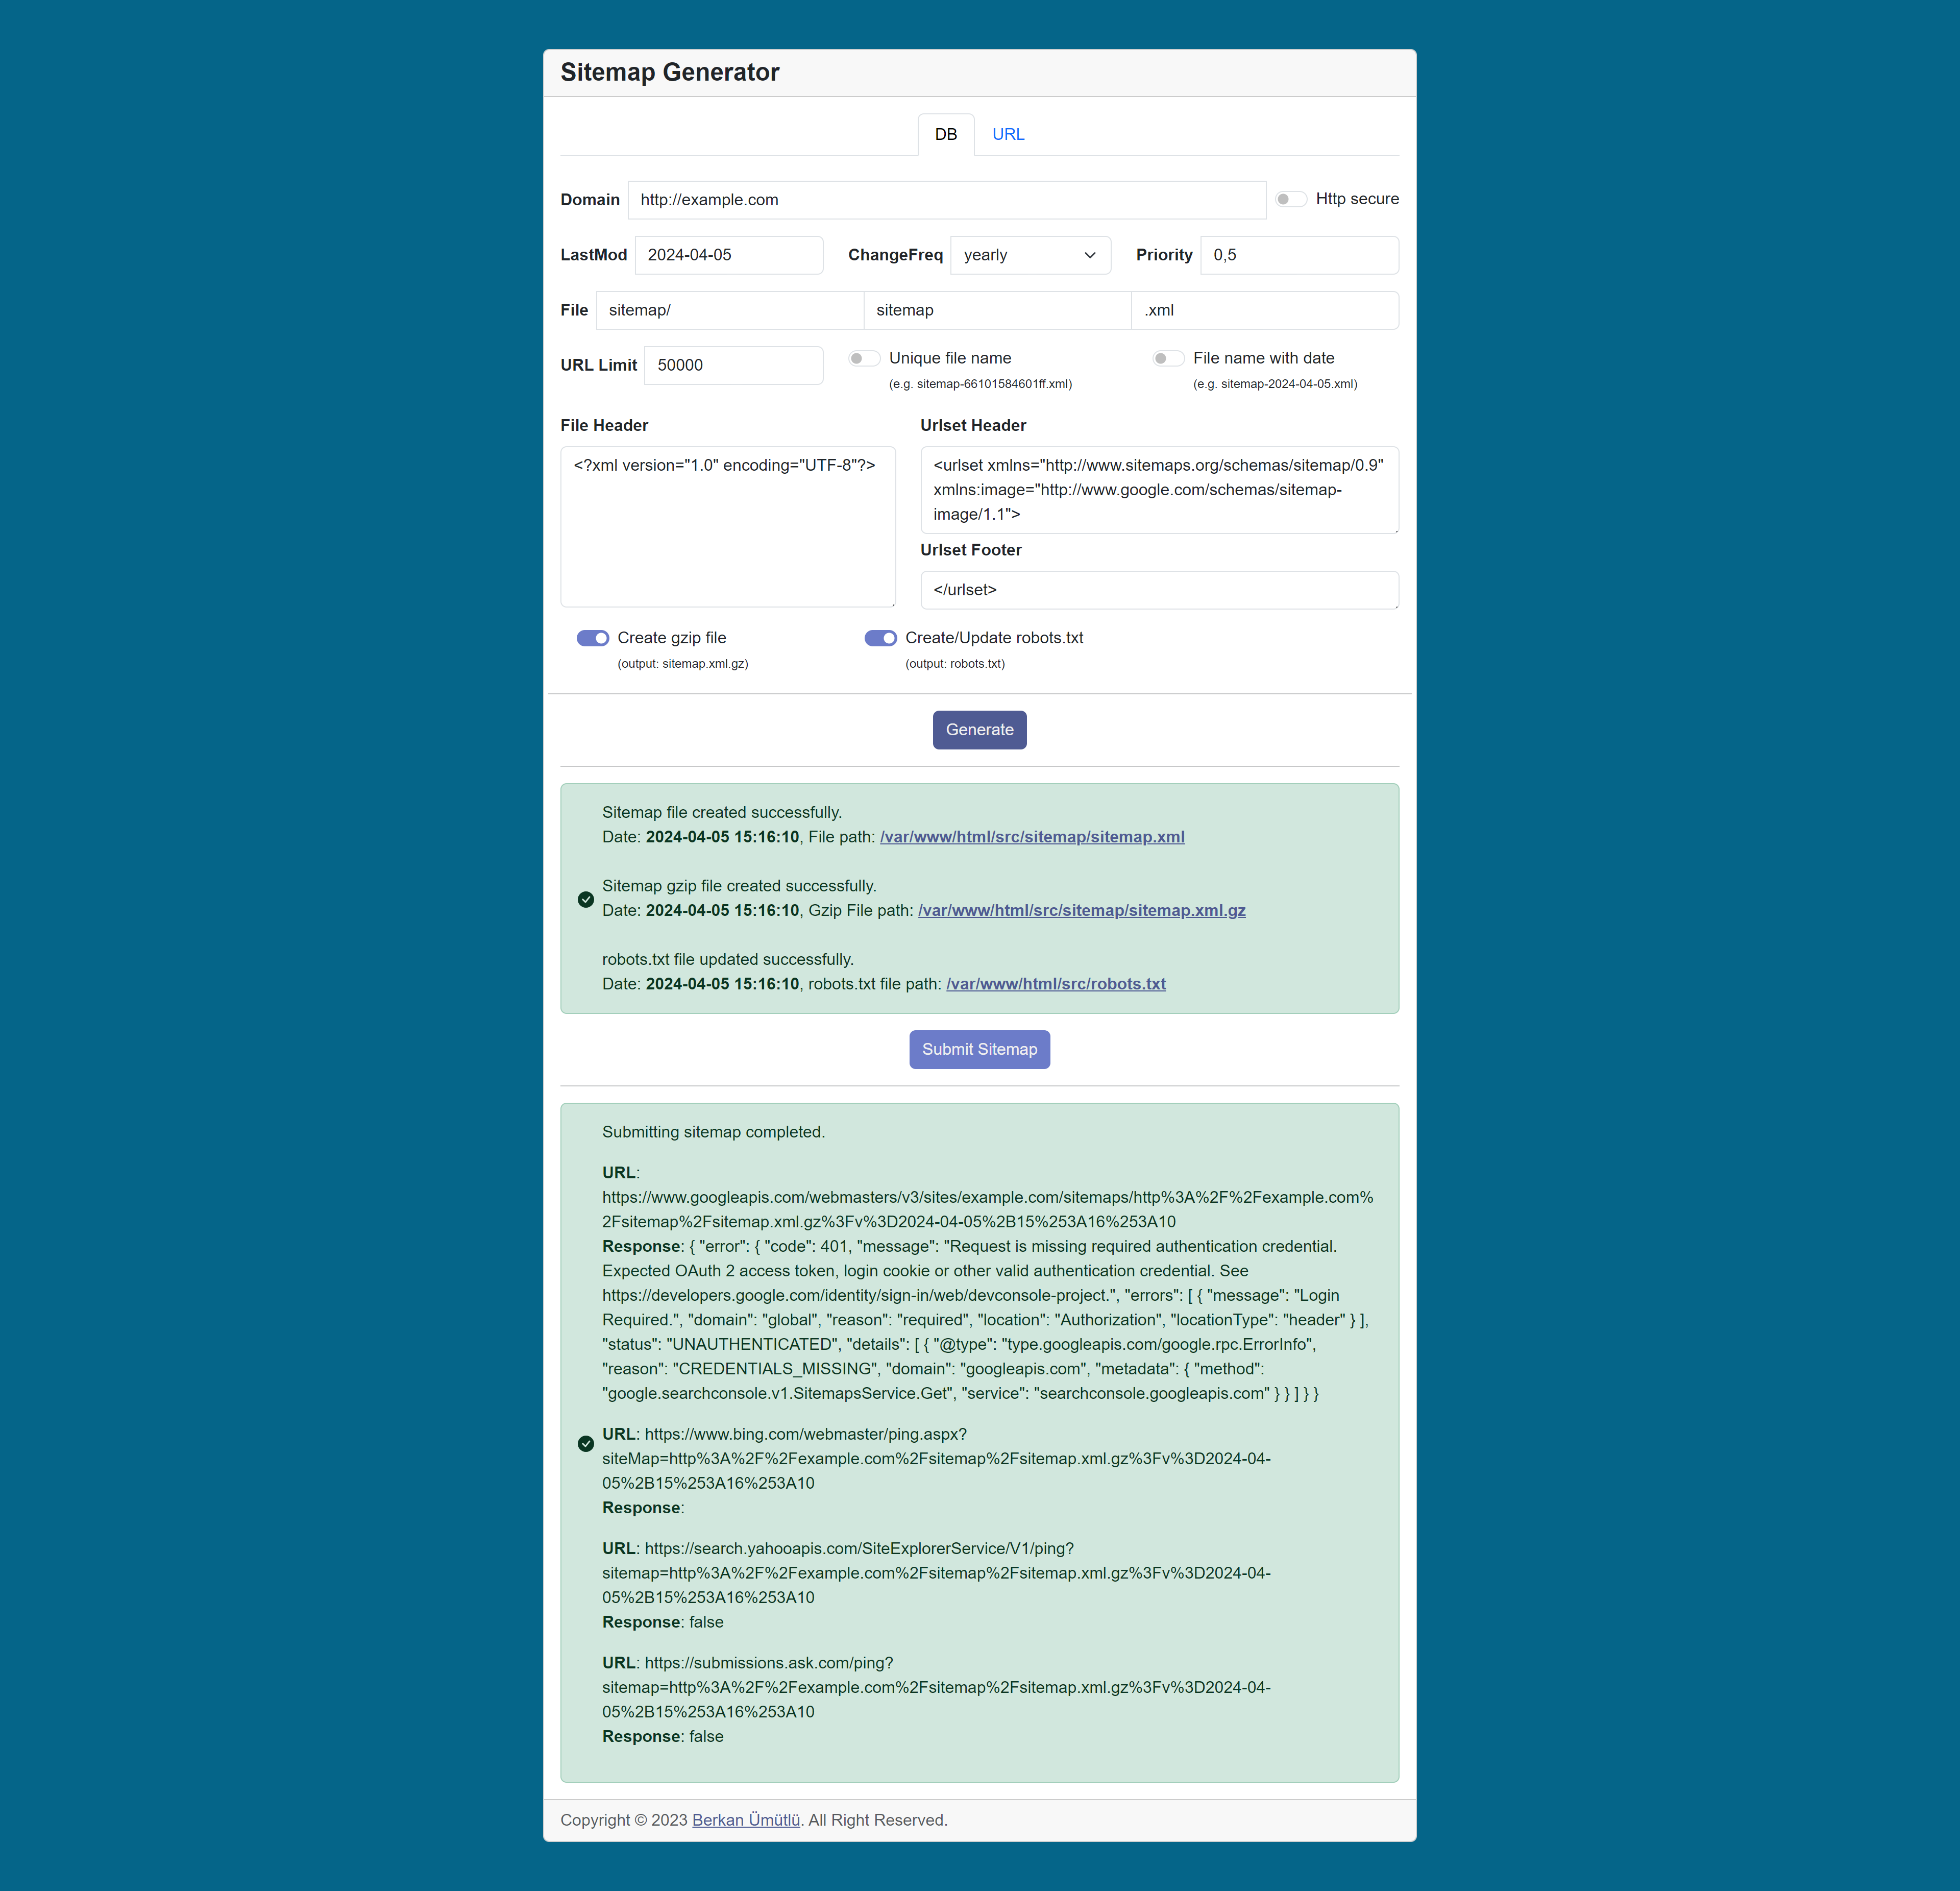 Sitemap Generator
DB URL
Domain http://example.com Http secure
LastMod 2024-04-05 ChangeFreq yearly Priority 0,5
File sitemap/ sitemap .xml
URL Limit 50000 Unique file name File name with date
(e.g. sitemap-66101584601ff.xml) (e.g. sitemap-2024-04-05.xml)
File Header
<?xml version="1.0" encoding="UTF-8"?>
Urlset Header
<urlset xmlns="http://www.sitemaps.org/schemas/sitemap/0.9"
xmlns:image="http://www.google.com/schemas/sitemap-
image/1.1">
Urlset Footer
</urlset>
Create gzip file Create/Update robots.txt
(output: sitemap.xml.gz) (output: robots.txt)
Generate
Sitemap file created successfully.
Date: 2024-04-05 15:16:10, File path: /var/www/html/src/sitemap/sitemap.xml
Sitemap gzip file created successfully.
Date: 2024-04-05 15:16:10, Gzip File path: /var/www/html/src/sitemap/sitemap.xml.gz
robots.txt file updated successfully.
Date: 2024-04-05 15:16:10, robots.txt file path: /var/www/html/src/robots.txt
Submit Sitemap
Submitting sitemap completed.
URL:
https://www.googleapis.com/webmasters/v3/sites/example.com/sitemaps/http%3A%2F%2Fexample.com%
2Fsitemap%2Fsitemap.xml.gz%3Fv%3D2024-04-05%2B15%253A16%253A10
Response: { "error": { "code": 401, "message": "Request is missing required authentication credential.
Expected OAuth 2 access token, login cookie or other valid authentication credential. See
https://developers.google.com/identity/sign-in/web/devconsole-project.", "errors": [ { "message": "Login
Required.", "domain": "global", "reason": "required", "location": "Authorization", "locationType": "header" } ],
"status": "UNAUTHENTICATED", "details": [ { "@type": "type.googleapis.com/google.rpc.ErrorInfo",
"reason": "CREDENTIALS_MISSING", "domain": "googleapis.com", "metadata": { "method":
"google.searchconsole.v1.SitemapsService.Get", "service": "searchconsole.googleapis.com" } } ] } }
URL: https://www.bing.com/webmaster/ping.aspx?
siteMap=http%3A%2F%2Fexample.com%2Fsitemap%2Fsitemap.xml.gz%3Fv%3D2024-04-
05%2B15%253A16%253A10
Response:
URL: https://search.yahooapis.com/SiteExplorerService/V1/ping?
sitemap=http%3A%2F%2Fexample.com%2Fsitemap%2Fsitemap.xml.gz%3Fv%3D2024-04-
05%2B15%253A16%253A10
Response: false
URL: https://submissions.ask.com/ping?
sitemap=http%3A%2F%2Fexample.com%2Fsitemap%2Fsitemap.xml.gz%3Fv%3D2024-04-
05%2B15%253A16%253A10
Response: false
Copyright © 2023 Berkan Ümütlü. All Right Reserved.